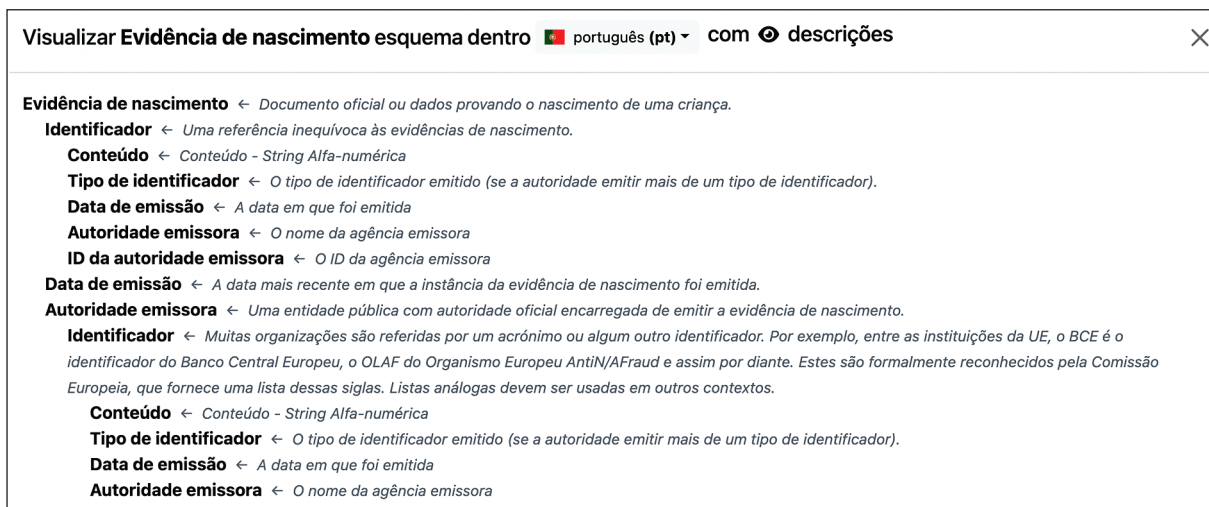 Visualizar Evidência de nascimento esquema dentro português (pt) com descrições
Evidência de nascimento ← Documento oficial ou dados provando o nascimento de uma criança.
Identificador ← Uma referência inequívoca às evidências de nascimento.
Conteúdo ← Conteúdo - String Alfa-numérica
Tipo de identificador ← O tipo de identificador emitido (se a autoridade emitir mais de um tipo de identificador).
Data de emissão ← A data em que foi emitida
Autoridade emissora ← O nome da agência emissora
ID da autoridade emissora ← O ID da agência emissora
Data de emissão ← A data mais recente em que a instância da evidência de nascimento foi emitida.
Autoridade emissora ← Uma entidade pública com autoridade oficial encarregada de emitir a evidência de nascimento.
Identificador ← Muitas organizações são referidas por um acrónimo ou algum outro identificador. Por exemplo, entre as instituições da UE, o BCE é o
identificador do Banco Central Europeu, o OLAF do Organismo Europeu AntiN/AFraud e assim por diante. Estes são formalmente reconhecidos pela Comissão
Europeia, que fornece uma lista dessas siglas. Listas análogas devem ser usadas em outros contextos.
Conteúdo ← Conteúdo - String Alfa-numérica
Tipo de identificador ← O tipo de identificador emitido (se a autoridade emitir mais de um tipo de identificador).
Data de emissão ← A data em que foi emitida
Autoridade emissora ← O nome da agência emissora